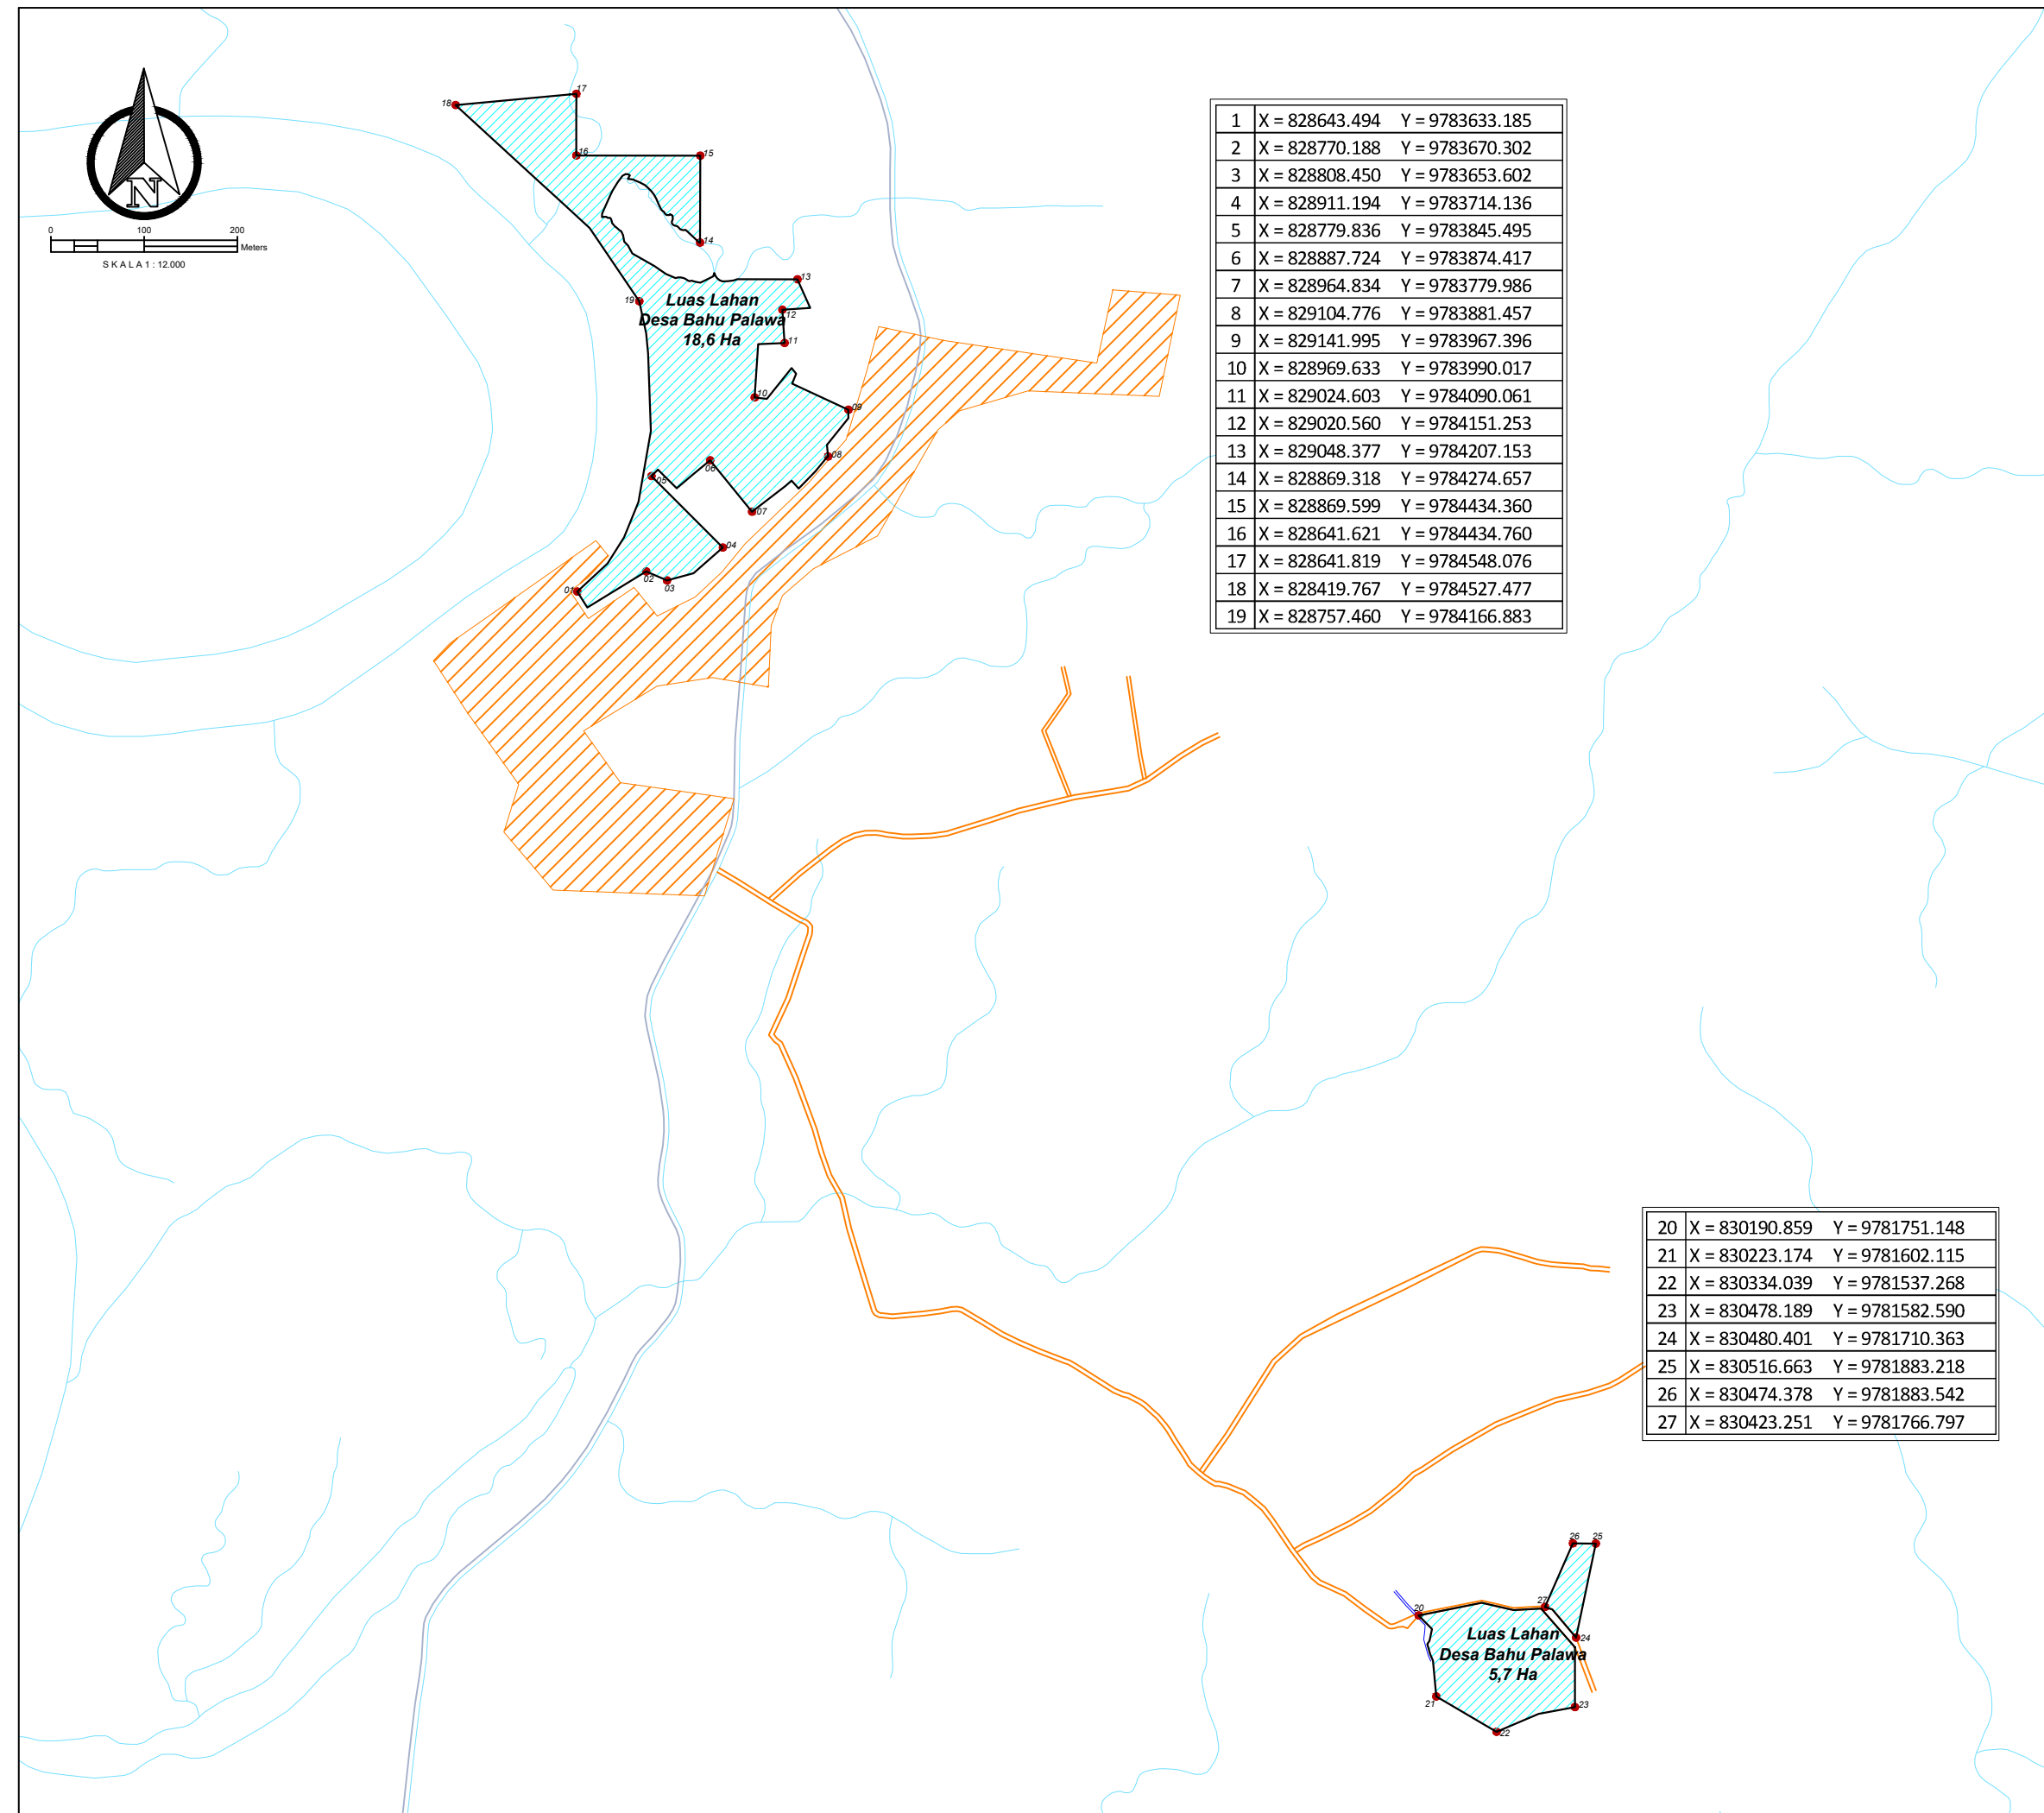 N
0 100 200
Meters
S K A L A 1 : 12.000
18
17
16
15
14
13
19
12
11
10
09
08
05
06
07
04
01
02
03
Luas Lahan
Desa Bahu Palawa
18,6 Ha
1 X = 828643.494 Y = 9783633.185
2 X = 828770.188 Y = 9783670.302
3 X = 828808.450 Y = 9783653.602
4 X = 828911.194 Y = 9783714.136
5 X = 828779.836 Y = 9783845.495
6 X = 828887.724 Y = 9783874.417
7 X = 828964.834 Y = 9783779.986
8 X = 829104.776 Y = 9783881.457
9 X = 829141.995 Y = 9783967.396
10 X = 828969.633 Y = 9783990.017
11 X = 829024.603 Y = 9784090.061
12 X = 829020.560 Y = 9784151.253
13 X = 829048.377 Y = 9784207.153
14 X = 828869.318 Y = 9784274.657
15 X = 828869.599 Y = 9784434.360
16 X = 828641.621 Y = 9784434.760
17 X = 828641.819 Y = 9784548.076
18 X = 828419.767 Y = 9784527.477
19 X = 828757.460 Y = 9784166.883
20 X = 830190.859 Y = 9781751.148
21 X = 830223.174 Y = 9781602.115
22 X = 830334.039 Y = 9781537.268
23 X = 830478.189 Y = 9781582.590
24 X = 830480.401 Y = 9781710.363
25 X = 830516.663 Y = 9781883.218
26 X = 830474.378 Y = 9781883.542
27 X = 830423.251 Y = 9781766.797
26
25
27
20
24
Luas Lahan
Desa Bahu Palawa
5,7 Ha
21
23
22